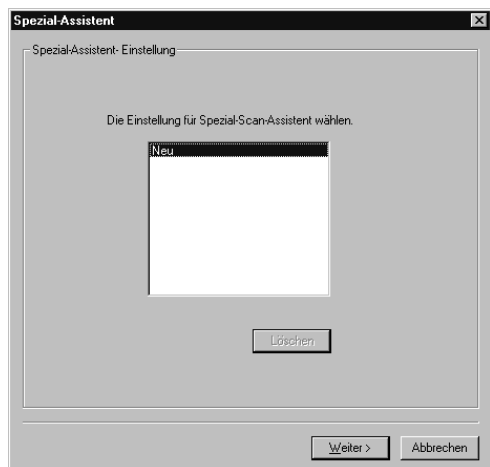 Spezial-Assistent
Spezial-Assistent- Einstellung
Die Einstellung für Spezial-Scan-Assistent wählen.
Neu
Löschen
Weiter > Abbrechen